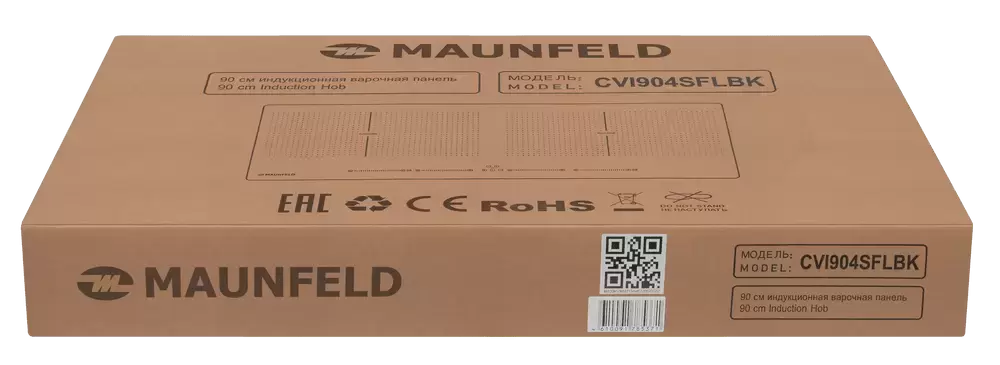 MAUNFELD
90 см индукционная варочная панель
90 cm Induction Hob
МОДЕЛЬ:
MODEL: CVI904SFLBK
MAUNFELD
EAC CE RoHS
DO NOT STAND
НЕ НАСТУПАТЬ
MAUNFELD
МОДЕЛЬ:
MODEL: CVI904SFLBK
90 см индукционная варочная панель
90 cm Induction Hob